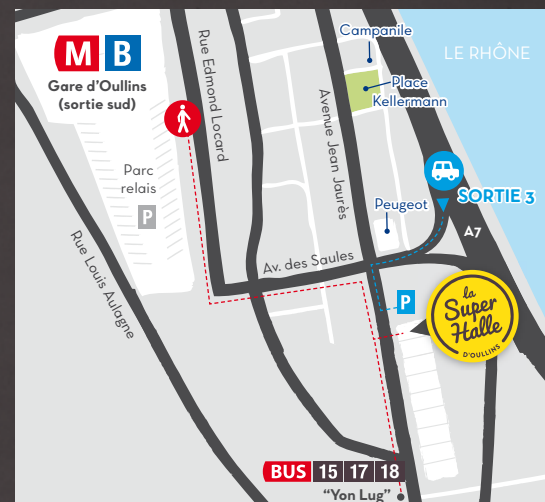 M B
Gare d'Oullins
(sortie sud)
Rue Edmond Locard
Campanile
LE RHÔNE
Place
Kellermann
Avenue Jean Jaurès
Parc
relais
P
Peugeot
SORTIE 3
A7
Rue Louis Aulagne
Av. des Saules
P
la
Super
Halle
D'OULLINS
BUS 15 17 18
“Yon Lug”